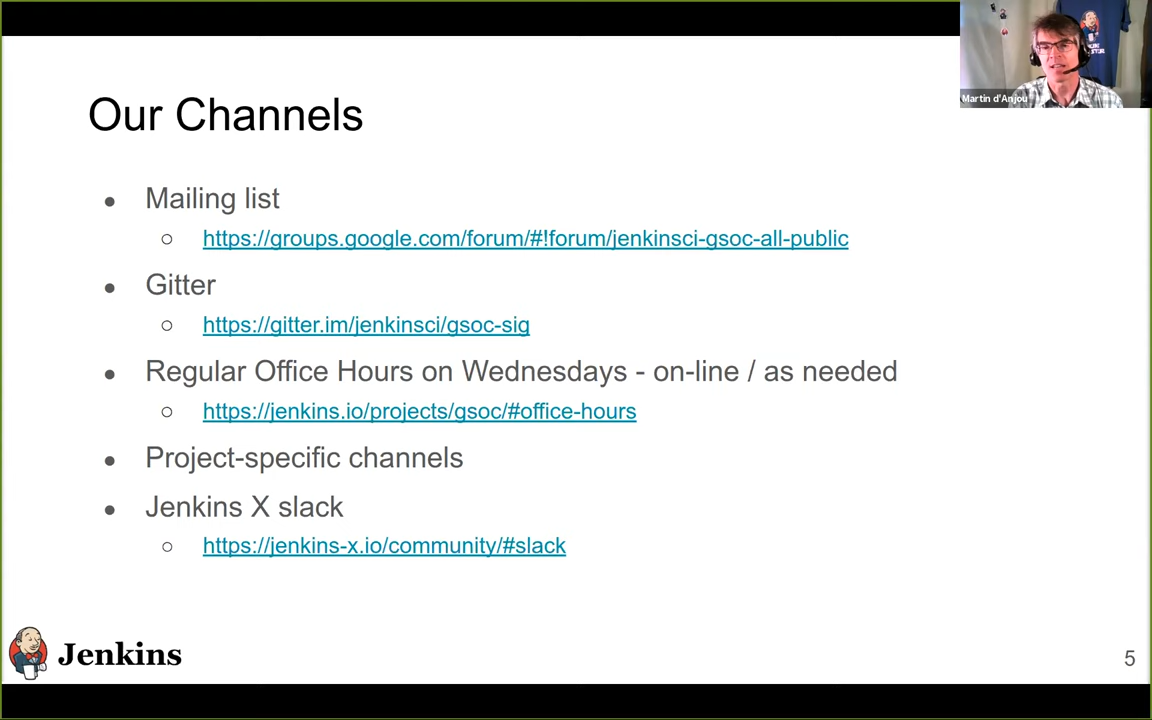 Our Channels
● Mailing list
○ https://groups.google.com/forum/#!forum/jenkinsci-gsoc-all-public
● Gitter
○ https://gitter.im/jenkinsci/gsoc-sig
● Regular Office Hours on Wednesdays - on-line / as needed
○ https://jenkins.io/projects/gsoc/#office-hours
● Project-specific channels
● Jenkins X slack
○ https://jenkins-x.io/community/#slack
Jenkins
5
Martin d'Anjou